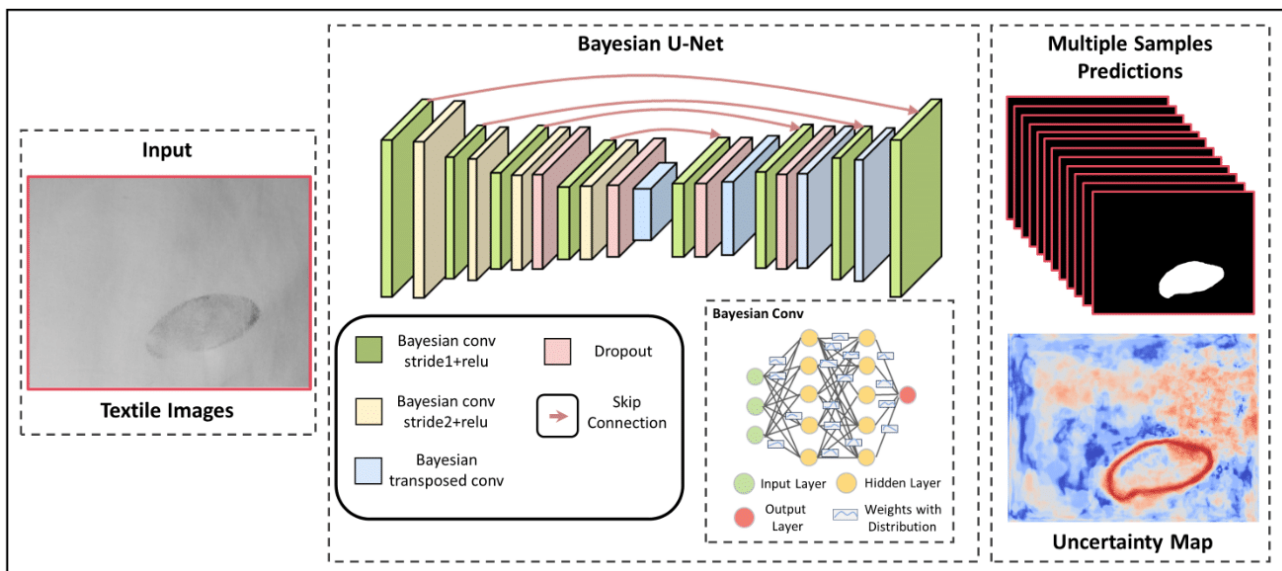 Input
Textile Images
Bayesian U-Net
Bayesian conv
stride1+relu
Bayesian conv
stride2+relu
Bayesian
transposed conv
Dropout
Skip
Connection
Bayesian Conv
Input Layer
Hidden Layer
Output
Layer
Weights with
Distribution
Multiple Samples
Predictions
Uncertainty Map